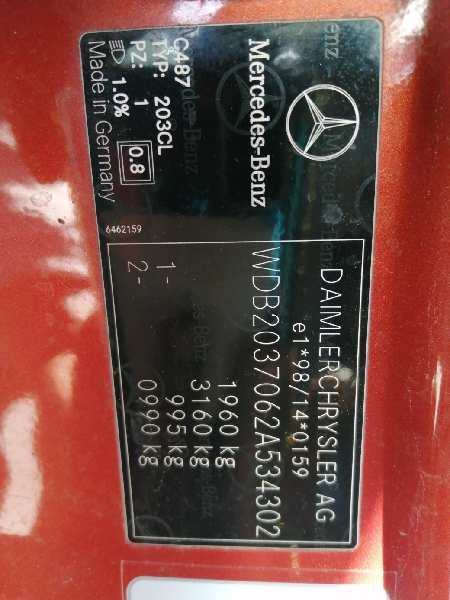 Mercedes-Benz
C487
TYP: 203CL
PZ: 1
1.0% 0.8
Made in Germany
6462159
DAIMLERCHRYSLER AG
e1*98/14*0159
WDB2037062A534302
1960 kg
3160 kg
1- 995 kg
2- 0990 kg